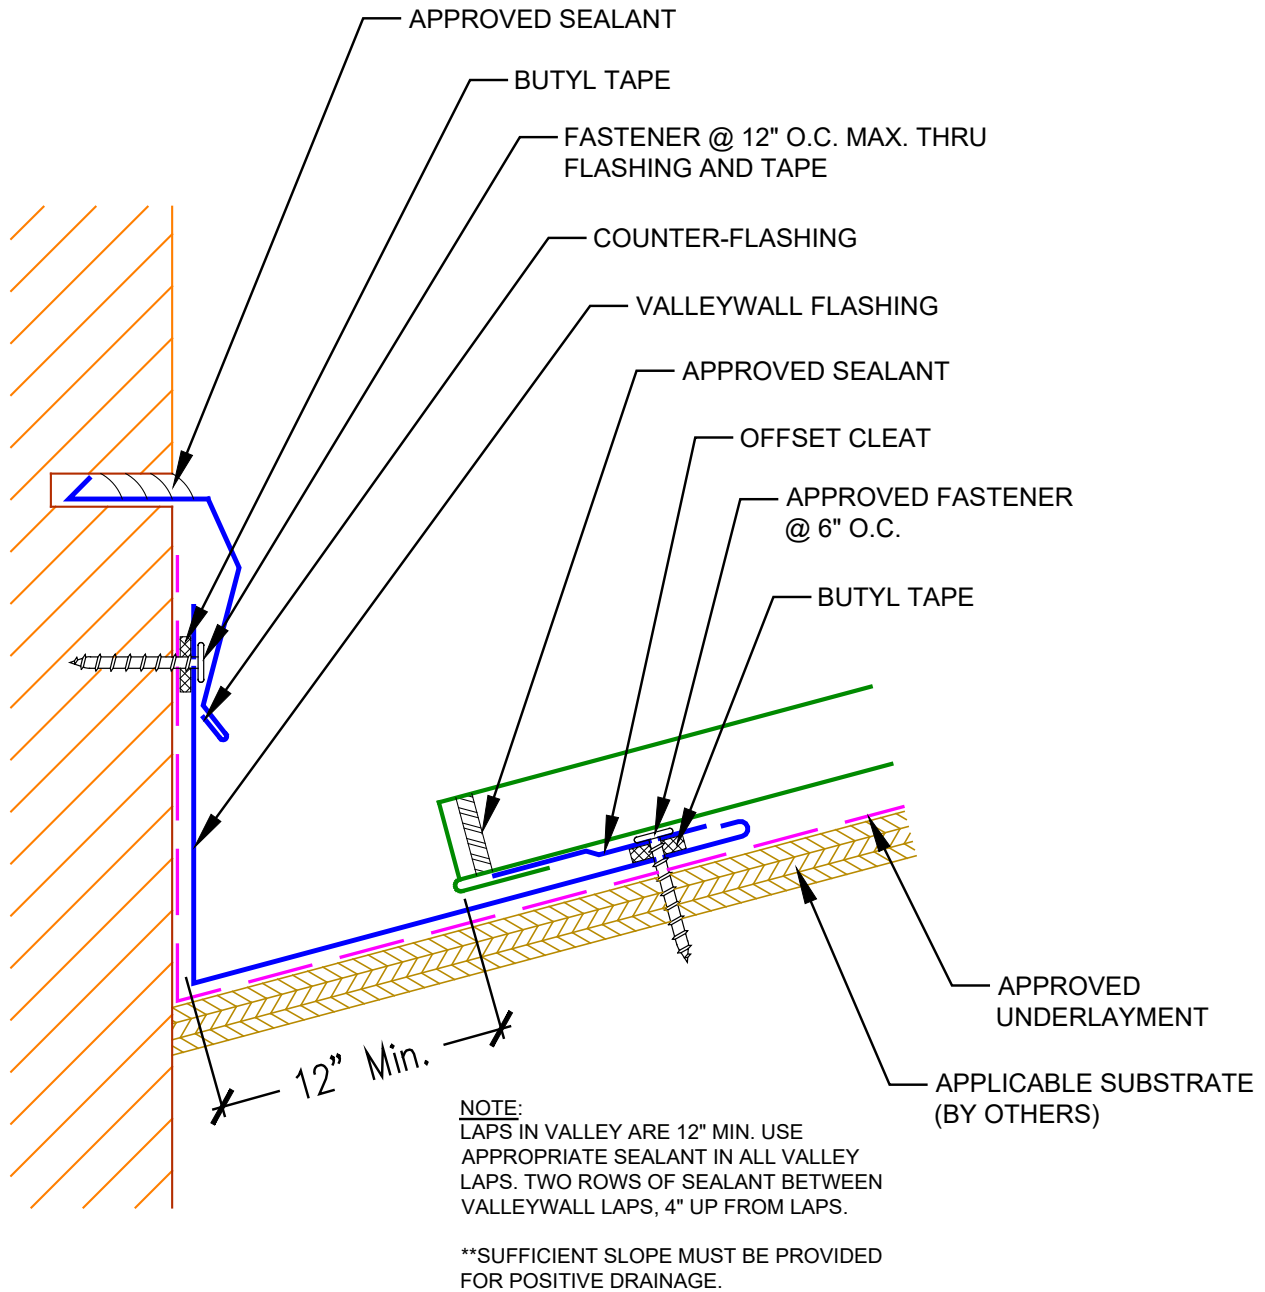 APPROVED SEALANT
BUTYL TAPE
FASTENER @ 12" O.C. MAX. THRU
FLASHING AND TAPE
COUNTER-FLASHING
VALLEYWALL FLASHING
APPROVED SEALANT
OFFSET CLEAT
APPROVED FASTENER
@ 6" O.C.
BUTYL TAPE
APPROVED
UNDERLAYMENT
12" Min.
APPLICABLE SUBSTRATE
(BY OTHERS)
NOTE:
LAPS IN VALLEY ARE 12" MIN. USE
APPROPRIATE SEALANT IN ALL VALLEY
LAPS. TWO ROWS OF SEALANT BETWEEN
VALLEYWALL LAPS, 4" UP FROM LAPS.
**SUFFICIENT SLOPE MUST BE PROVIDED
FOR POSITIVE DRAINAGE.